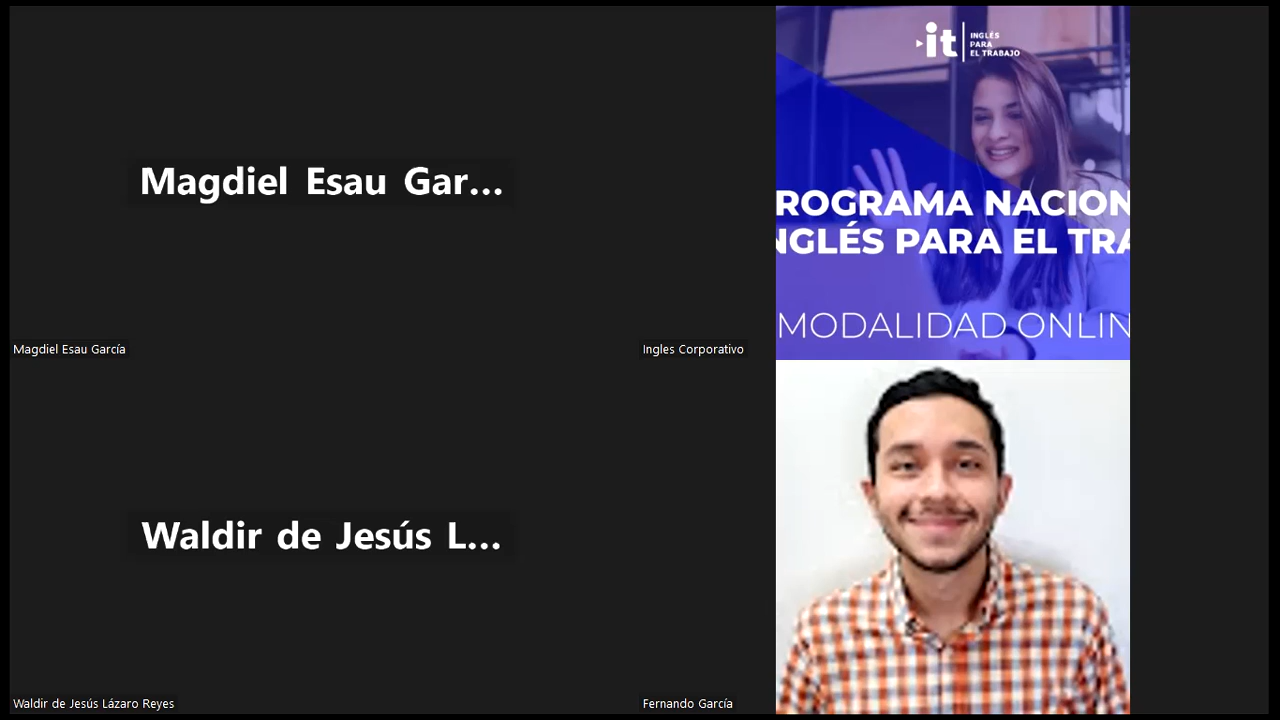 Magdiel Esau Gar...
Magdiel Esau García
it
INGLÉS
PARA
EL TRABAJO
ROGRAMA NACION
NGLÉS PARA EL TRA
MODALIDAD ONLIN
Ingles Corporativo
Waldir de Jesús L...
Waldir de Jesús Lázaro Reyes
Fernando García